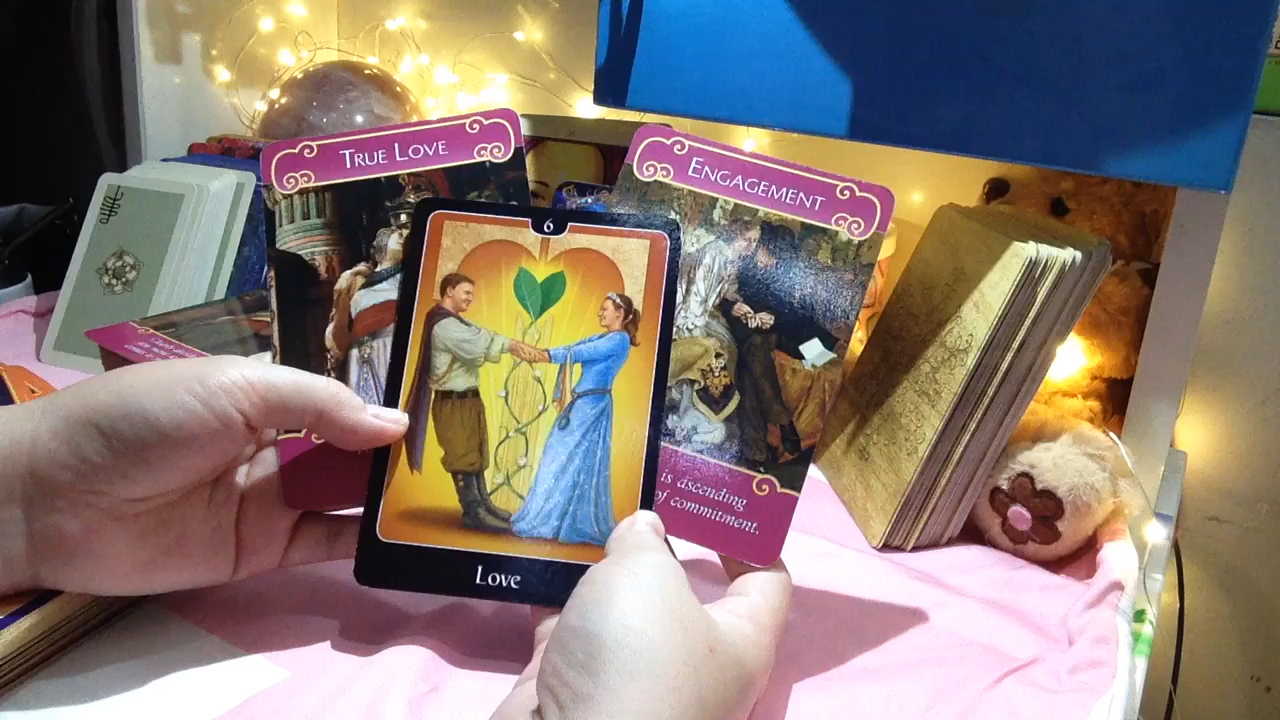 TRUE LOVE
ENGAGEMENT
6
is ascending
of commitment.
Love